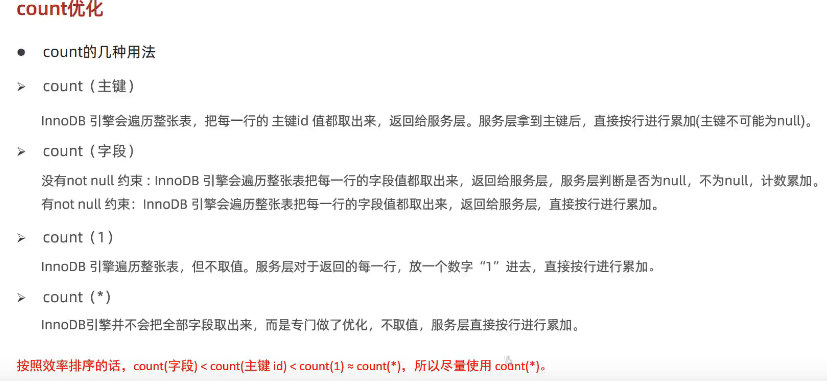 count优化
● count的几种用法
➢ count（主键）
InnoDB 引擎会遍历整张表，把每一行的 主键id 值都取出来，返回给服务层。服务层拿到主键后，直接按行进行累加(主键不可能为null)。
➢ count（字段）
没有not null 约束 : InnoDB 引擎会遍历整张表把每一行的字段值都取出来，返回给服务层，服务层判断是否为null，不为null，计数累加。
有not null 约束：InnoDB 引擎会遍历整张表把每一行的字段值都取出来，返回给服务层，直接按行进行累加。
➢ count（1）
InnoDB 引擎遍历整张表，但不取值。服务层对于返回的每一行，放一个数字“1”进去，直接按行进行累加。
➢ count（*）
InnoDB引擎并不会把全部字段取出来，而是专门做了优化，不取值，服务层直接按行进行累加。
按照效率排序的话，count(字段) < count(主键 id) < count(1) ≈ count(*)，所以尽量使用 count(*)。